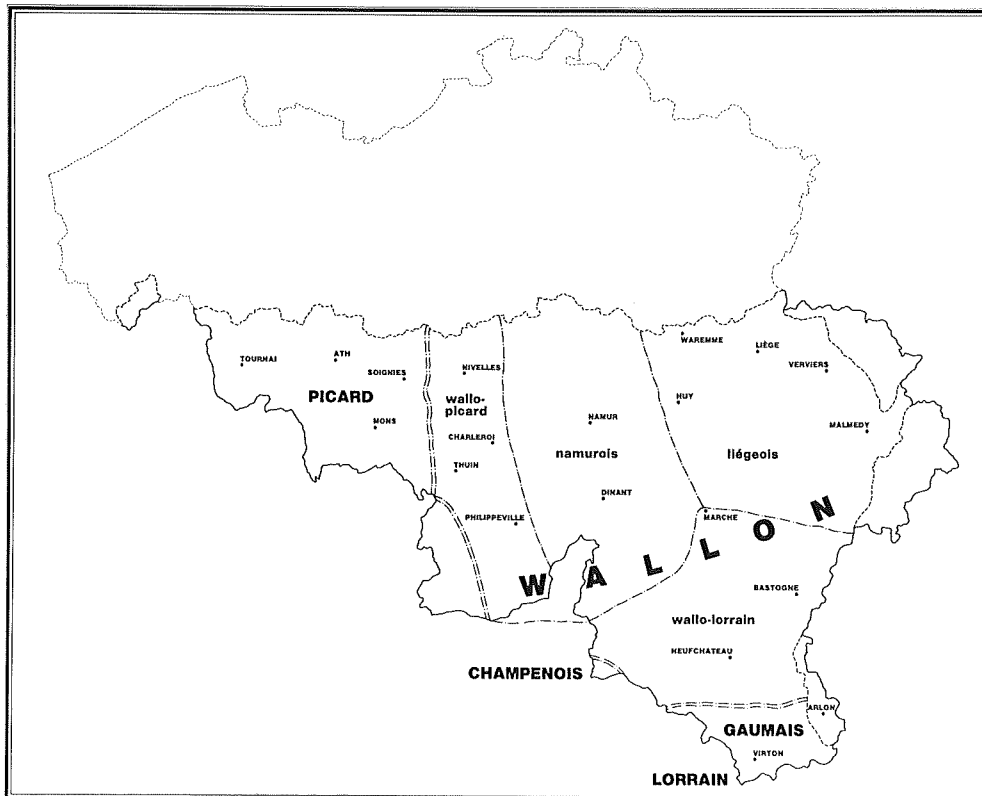 WAREMME
LIÈGE
TOURNAI
ATH
SOIGNIES
NIVELLES
VERVIERS
PICARD
wallo-
picard
HUY
MONS
NAMUR
MALMEDY
CHARLEROI
namurois
liégeois
THUIN
DINANT
PHILIPPEVILLE
MARCHE
WALLON
BASTOGNE
wallo-lorrain
NEUFCHATEAU
CHAMPENOIS
ARLON
GAUMAIS
VIRTON
LORRAIN